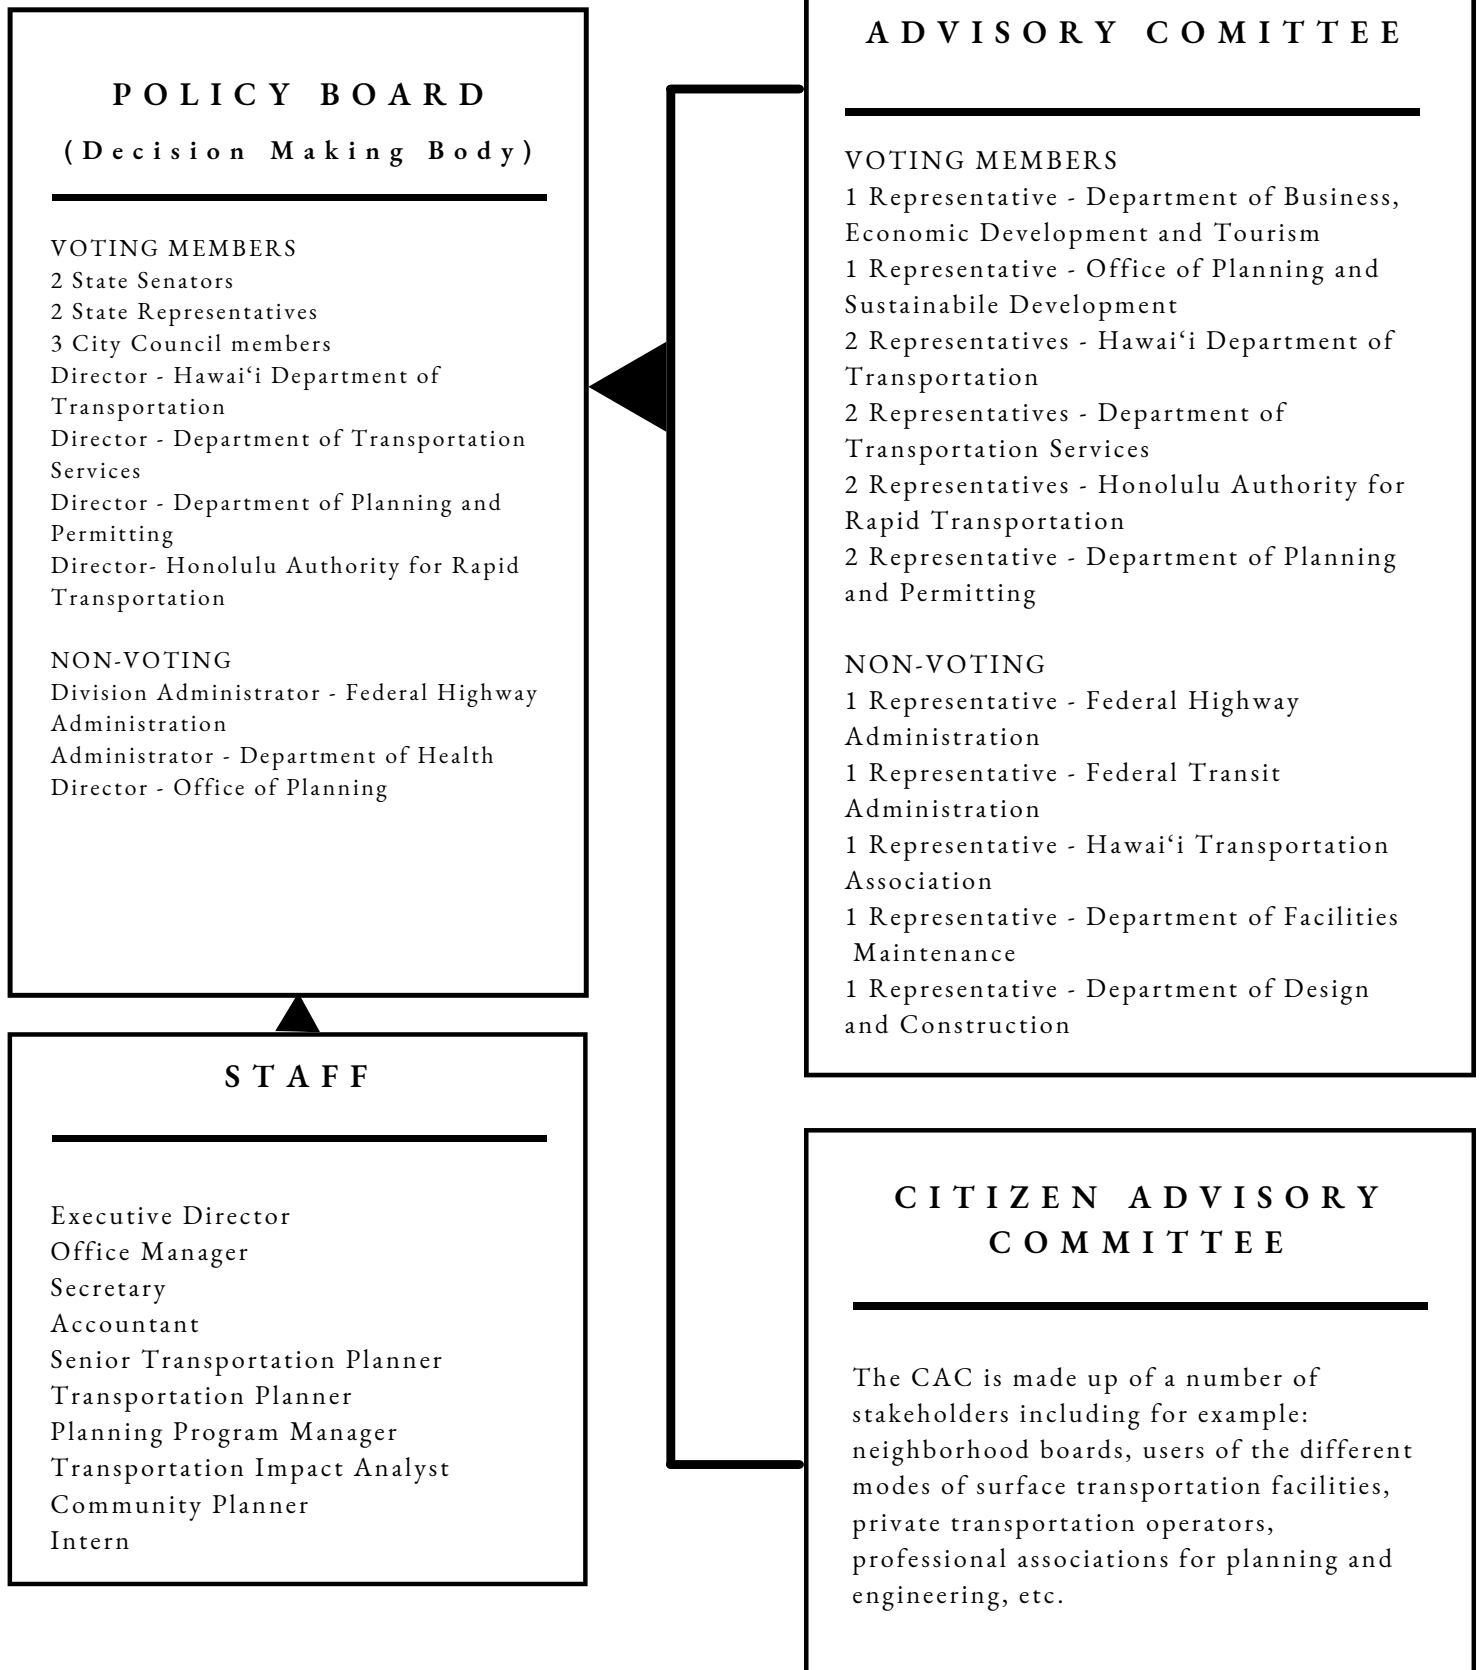 POLICY BOARD
(Decision Making Body)
VOTING MEMBERS
2 State Senators
2 State Representatives
3 City Council members
Director - Hawaiʻi Department of
Transportation
Director - Department of Transportation
Services
Director - Department of Planning and
Permitting
Director- Honolulu Authority for Rapid
Transportation
NON-VOTING
Division Administrator - Federal Highway
Administration
Administrator - Department of Health
Director - Office of Planning
STAFF
Executive Director
Office Manager
Secretary
Accountant
Senior Transportation Planner
Transportation Planner
Planning Program Manager
Transportation Impact Analyst
Community Planner
Intern
ADVISORY COMITTEE
VOTING MEMBERS
1 Representative - Department of Business,
Economic Development and Tourism
1 Representative - Office of Planning and
Sustainabile Development
2 Representatives - Hawaiʻi Department of
Transportation
2 Representatives - Department of
Transportation Services
2 Representatives - Honolulu Authority for
Rapid Transportation
2 Representative - Department of Planning
and Permitting
NON-VOTING
1 Representative - Federal Highway
Administration
1 Representative - Federal Transit
Administration
1 Representative - Hawaiʻi Transportation
Association
1 Representative - Department of Facilities
Maintenance
1 Representative - Department of Design
and Construction
CITIZEN ADVISORY
COMMITTEE
The CAC is made up of a number of
stakeholders including for example:
neighborhood boards, users of the different
modes of surface transportation facilities,
private transportation operators,
professional associations for planning and
engineering, etc.